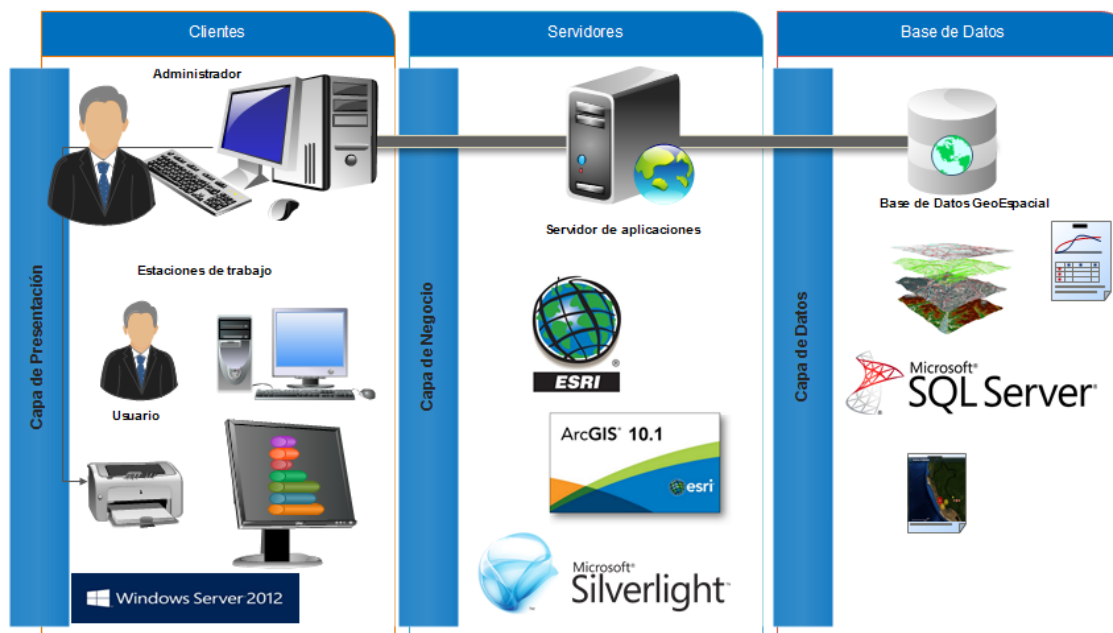 Clientes
Servidores
Base de Datos
Capa de Presentación
Administrador
Estaciones de trabajo
Usuario
Windows Server 2012
Capa de Negocio
Servidor de aplicaciones
ESRI
®
ArcGIS® 10.1
esri
Microsoft®
Silverlight™
Capa de Datos
Base de Datos GeoEspacial
Microsoft®
SQL Server®